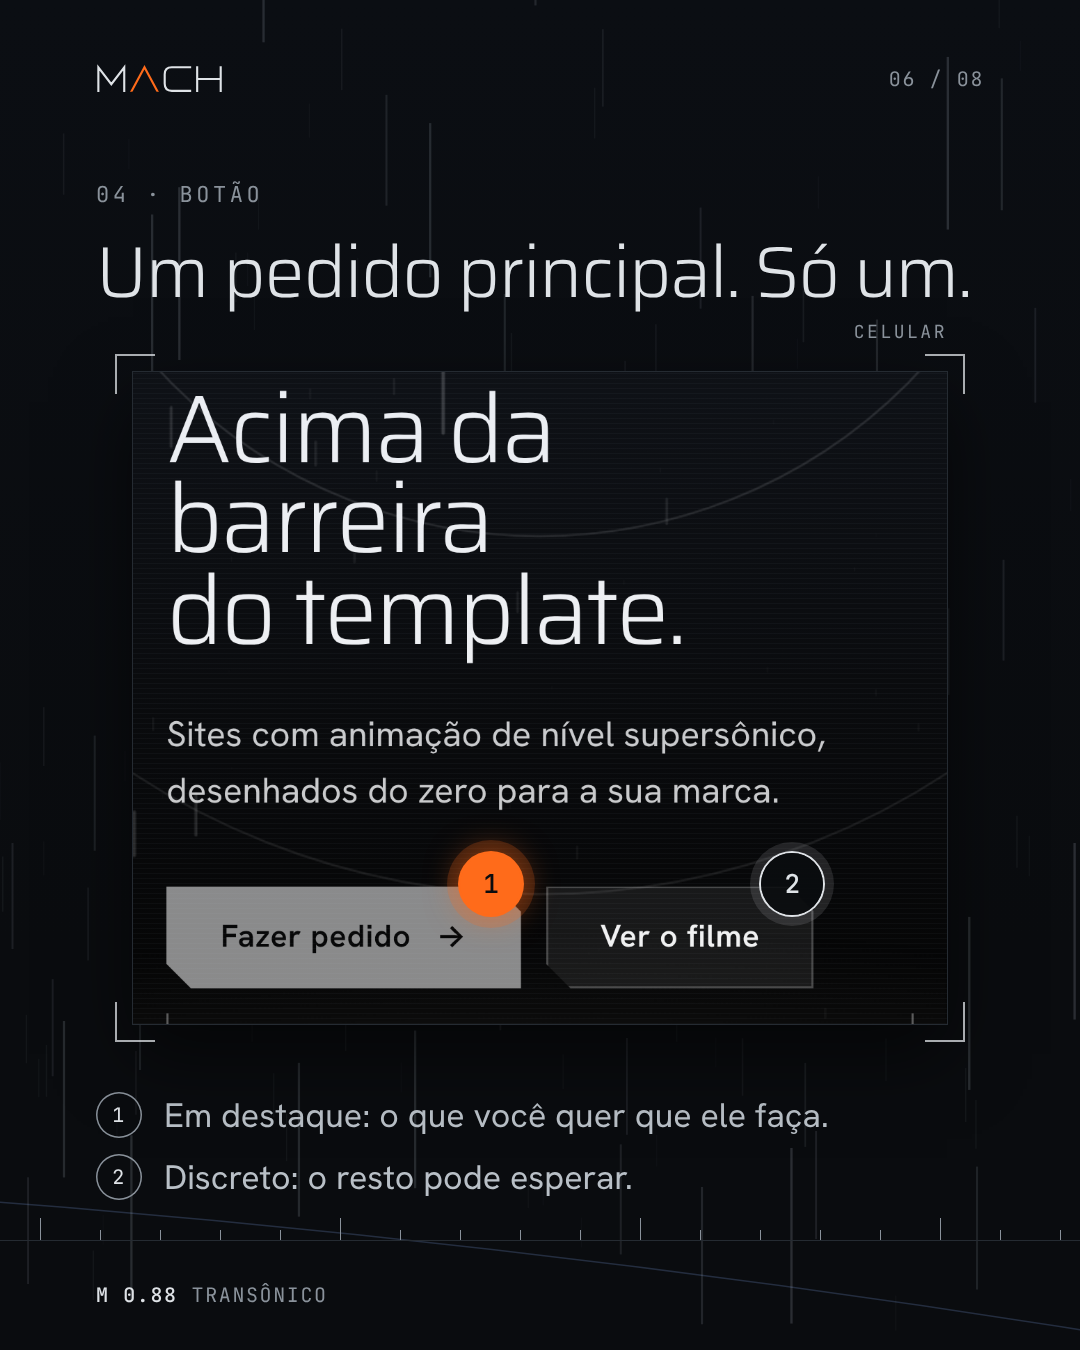 MACH
06 / 08
04 · BOTÃO
Um pedido principal. Só um.
CELULAR
Acima da
barreira
do template.
Sites com animação de nível supersônico,
desenhados do zero para a sua marca.
1
2
Fazer pedido →
Ver o filme
1 Em destaque: o que você quer que ele faça.
2 Discreto: o resto pode esperar.
M 0.88 TRANSÔNICO